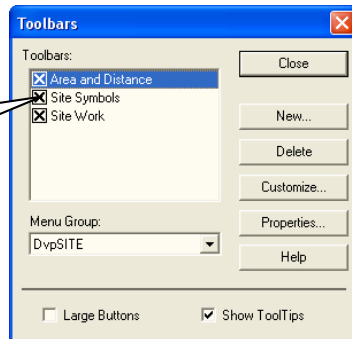 Toolbars
Toolbars:
Area and Distance
Site Symbols
Site Work
Close
New...
Delete
Customize...
Menu Group:
Properties...
DvpSITE
Help
Large Buttons
Show ToolTips